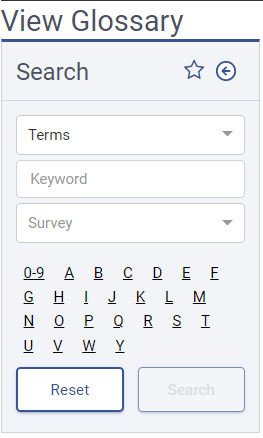 View Glossary
Search
Terms
Keyword
Survey
0-9 A B C D E F
G H I J K L M
N O P Q R S T
U V W Y
Reset Search